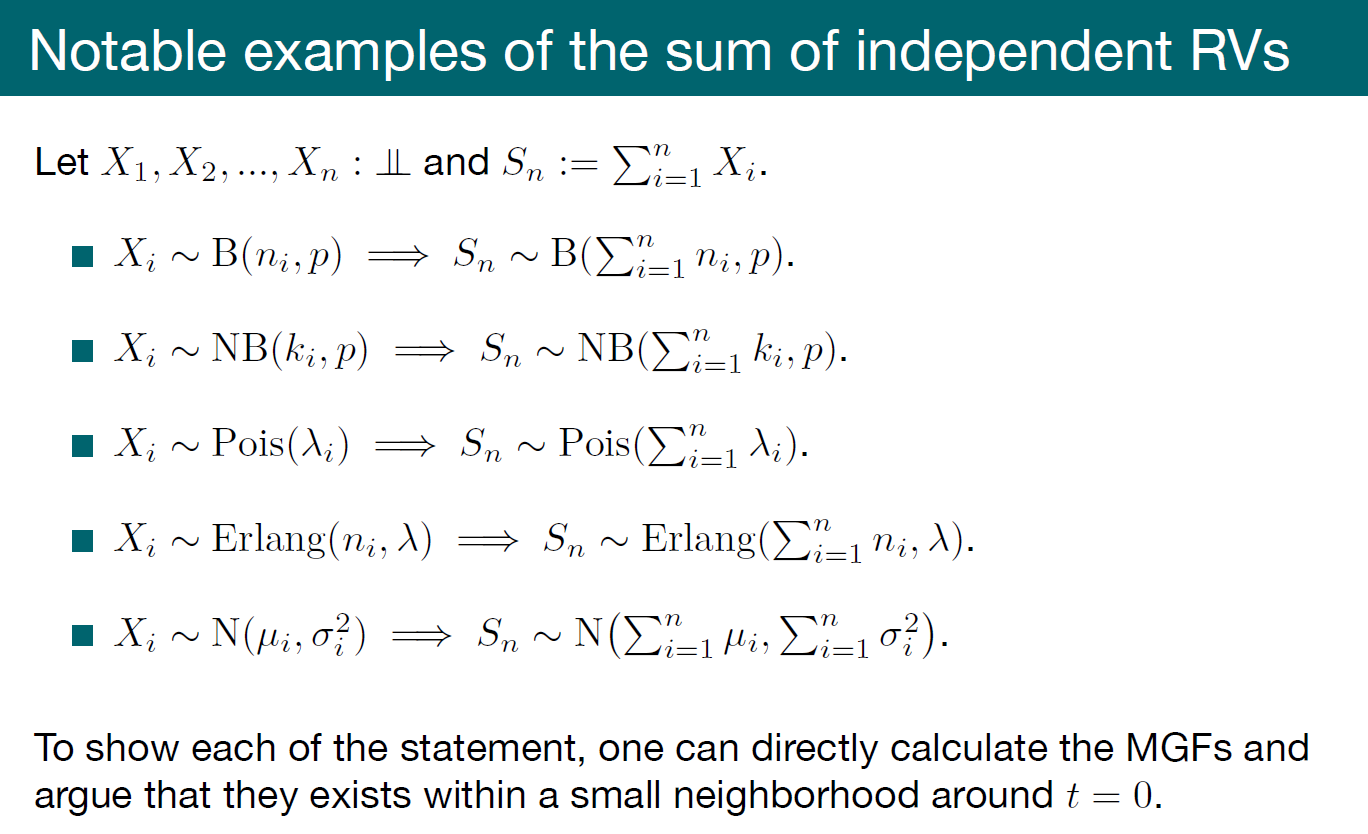 Notable examples of the sum of independent RVs
Let $X_1, X_2, ..., X_n : \perp\!\!\!\perp$ and $S_n := \sum_{i=1}^{n} X_i$.
■ $X_i \sim \mathrm{B}(n_i, p) \implies S_n \sim \mathrm{B}(\sum_{i=1}^{n} n_i, p)$.
■ $X_i \sim \mathrm{NB}(k_i, p) \implies S_n \sim \mathrm{NB}(\sum_{i=1}^{n} k_i, p)$.
■ $X_i \sim \mathrm{Pois}(\lambda_i) \implies S_n \sim \mathrm{Pois}(\sum_{i=1}^{n} \lambda_i)$.
■ $X_i \sim \mathrm{Erlang}(n_i, \lambda) \implies S_n \sim \mathrm{Erlang}(\sum_{i=1}^{n} n_i, \lambda)$.
■ $X_i \sim \mathrm{N}(\mu_i, \sigma_i^2) \implies S_n \sim \mathrm{N}\big(\sum_{i=1}^{n} \mu_i, \sum_{i=1}^{n} \sigma_i^2\big)$.
To show each of the statement, one can directly calculate the MGFs and
argue that they exists within a small neighborhood around $t = 0$.